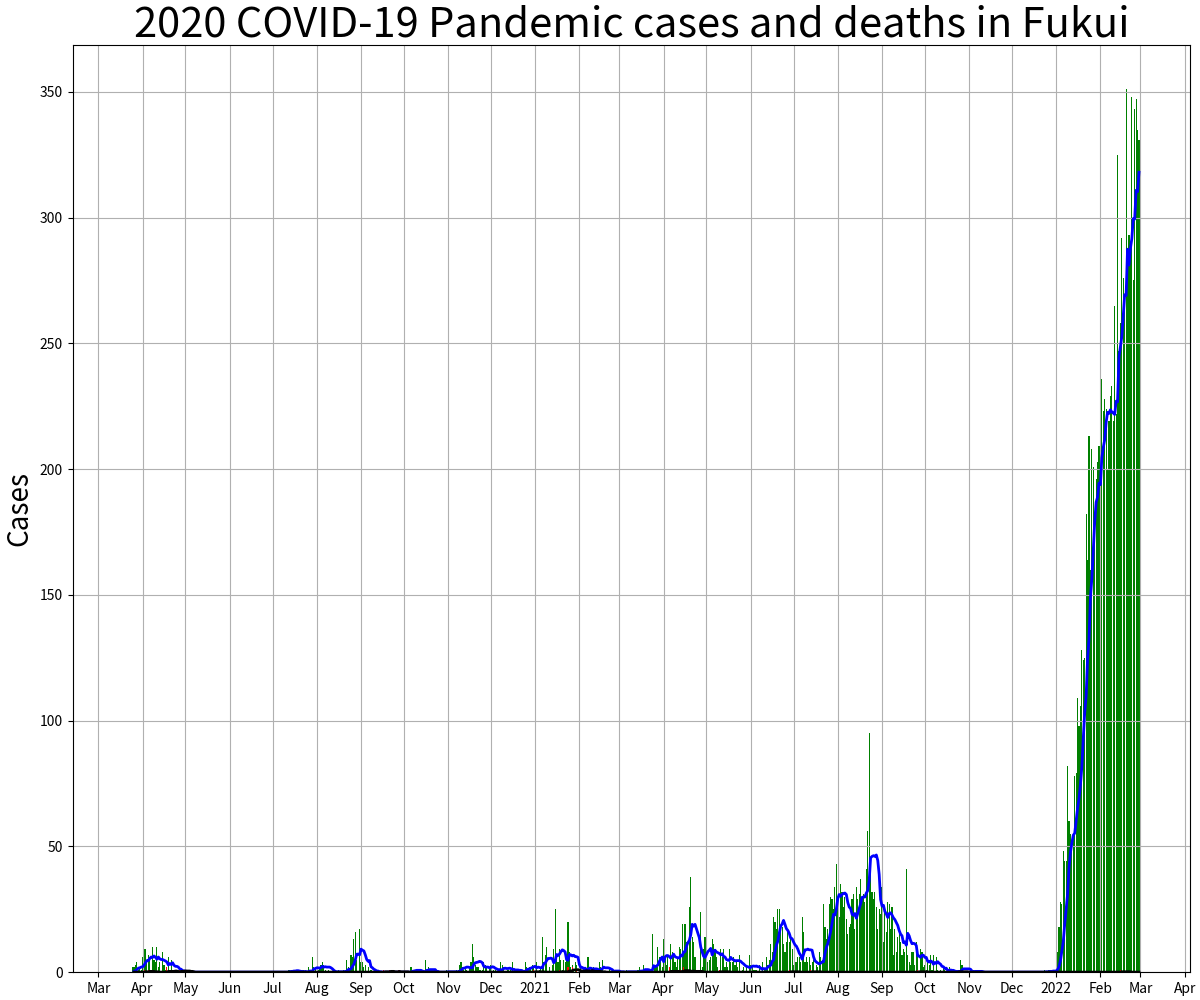 2020 COVID-19 Pandemic cases and deaths in Fukui
350
300
250
200
150
100
50
0
Cases
Mar Apr May Jun Jul Aug Sep Oct Nov Dec 2021 Feb Mar Apr May Jun Jul Aug Sep Oct Nov Dec 2022 Feb Mar Apr